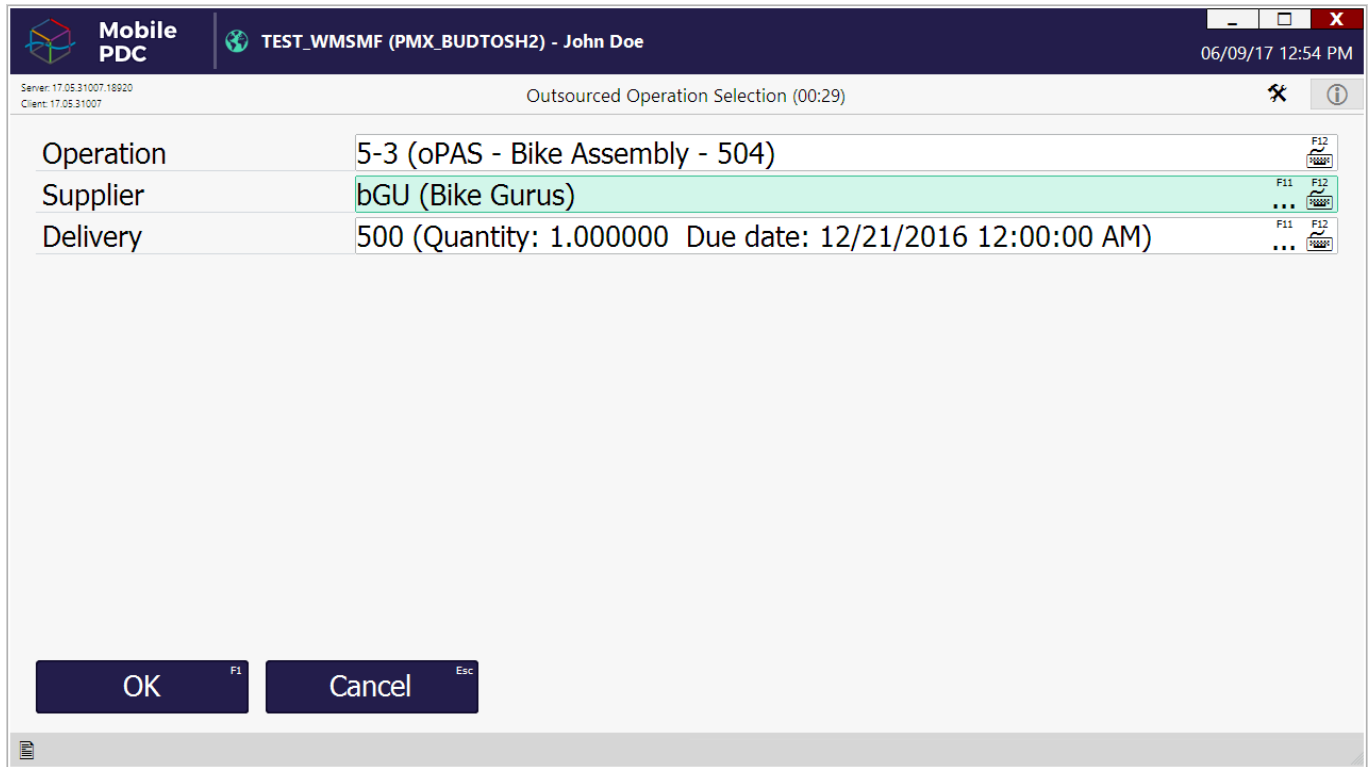 Mobile
PDC
TEST_WMSMF (PMX_BUDTOSH2) - John Doe
X
06/09/17 12:54 PM
Server: 17.05.31007.18920
Client: 17.05.31007
Outsourced Operation Selection (00:29)
Operation 5-3 (oPAS - Bike Assembly - 504) F12
Supplier bGU (Bike Gurus) F11 ... F12
Delivery 500 (Quantity: 1.000000 Due date: 12/21/2016 12:00:00 AM) F11 ... F12
OK F1 Cancel Esc